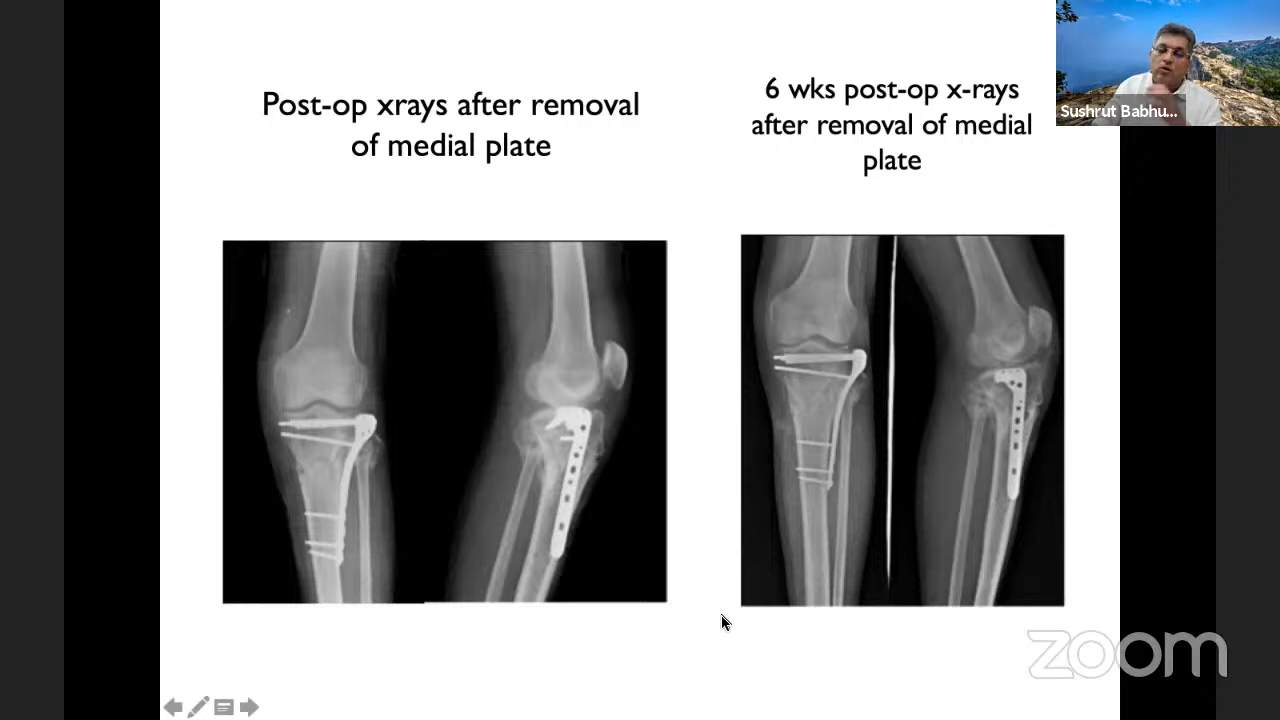 Post-op xrays after removal
of medial plate
6 wks post-op x-rays
after removal of medial
plate
Sushrut Babhu...
zoom